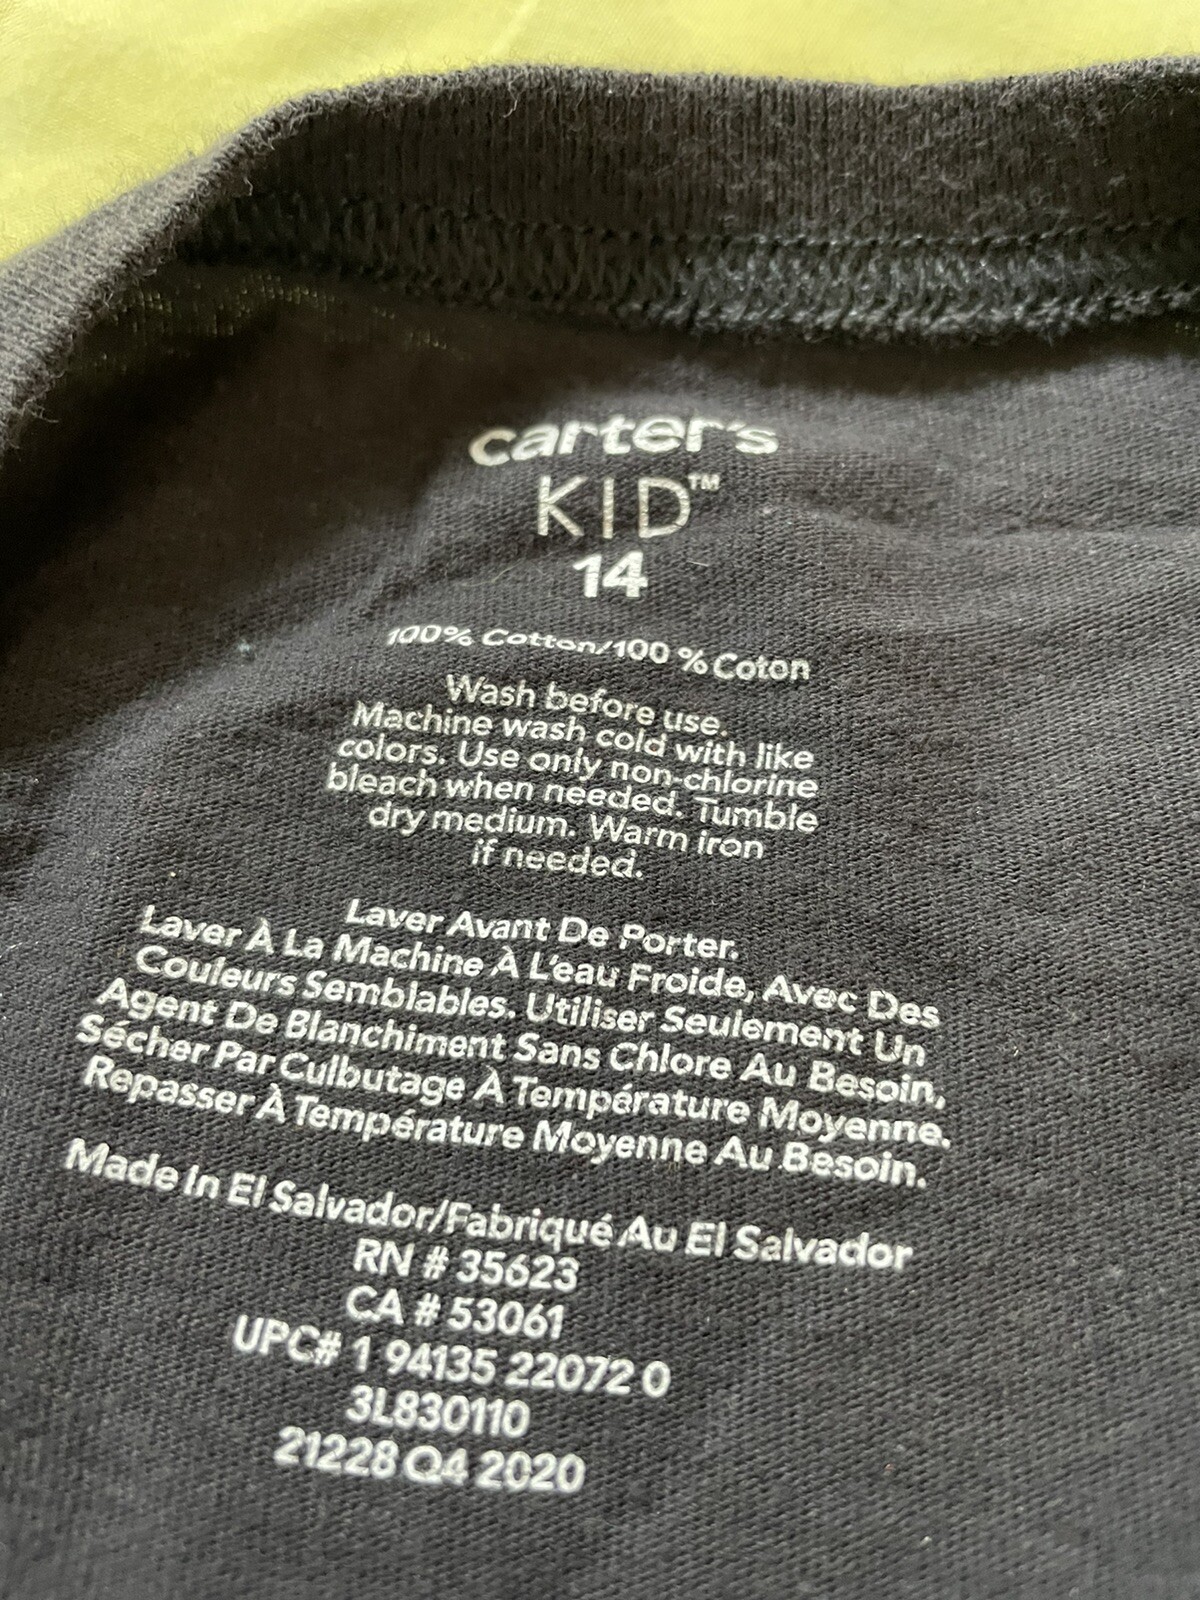 carter's
KID™
14
100% Cotton/100 % Coton
Wash before use.
Machine wash cold with like
colors. Use only non-chlorine
bleach when needed. Tumble
dry medium. Warm iron
if needed.
Laver Avant De Porter.
Laver À La Machine À L'eau Froide, Avec Des
Couleurs Semblables. Utiliser Seulement Un
Agent De Blanchiment Sans Chlore Au Besoin,
Sécher Par Culbutage À Température Moyenne.
Repasser À Température Moyenne Au Besoin.
Made In El Salvador/Fabriqué Au El Salvador
RN # 35623
CA # 53061
UPC# 1 94135 22072 0
3L830110
21228 Q4 2020